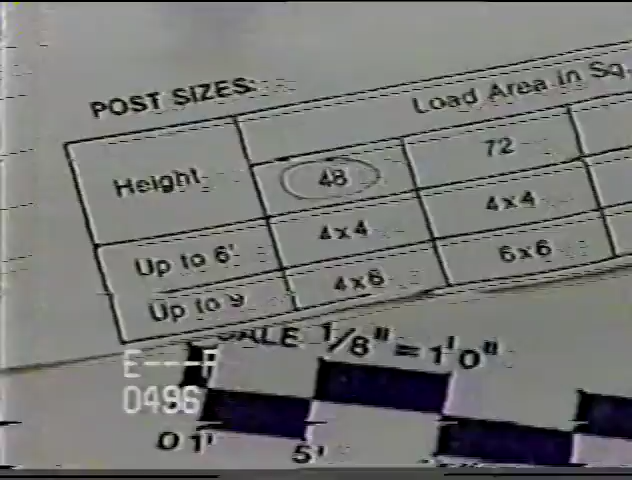 POST SIZES:
Load Area in Sq.
Height
48
72
Up to 6'
4x4
4x4
Up to 9'
4x6
6x6
1/8" = 1'0"
E---F
0496
0 1'
5'